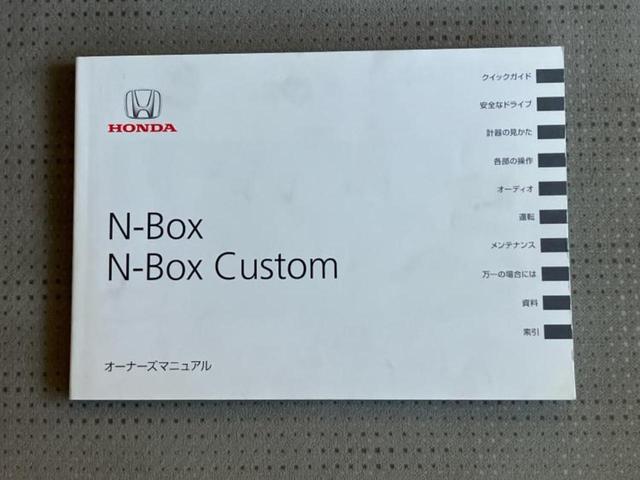 HONDA
N-Box
N-Box Custom
オーナーズマニュアル
クイックガイド
安全なドライブ
計器の見かた
各部の操作
オーディオ
運転
メンテナンス
万一の場合には
資料
索引